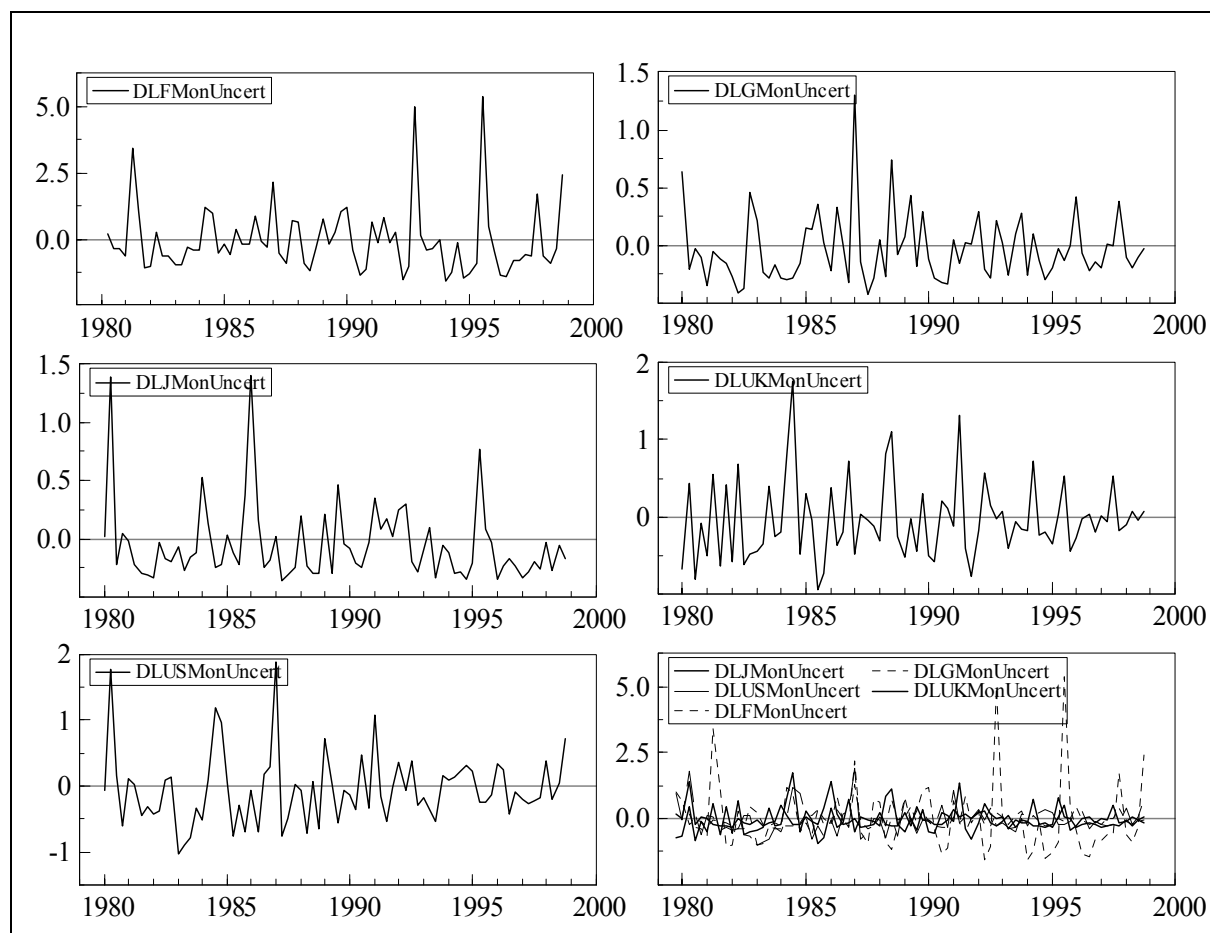 DLFMonUncert
5.0
2.5
0.0
1980 1985 1990 1995 2000
DLGMonUncert
1.5
1.0
0.5
0.0
1980 1985 1990 1995 2000
DLJMonUncert
1.5
1.0
0.5
0.0
1980 1985 1990 1995 2000
DLUKMonUncert
2
1
0
1980 1985 1990 1995 2000
DLUSMonUncert
2
1
0
-1
1980 1985 1990 1995 2000
DLJMonUncert DLGMonUncert
DLUSMonUncert DLUKMonUncert
DLFMonUncert
5.0
2.5
0.0
1980 1985 1990 1995 2000